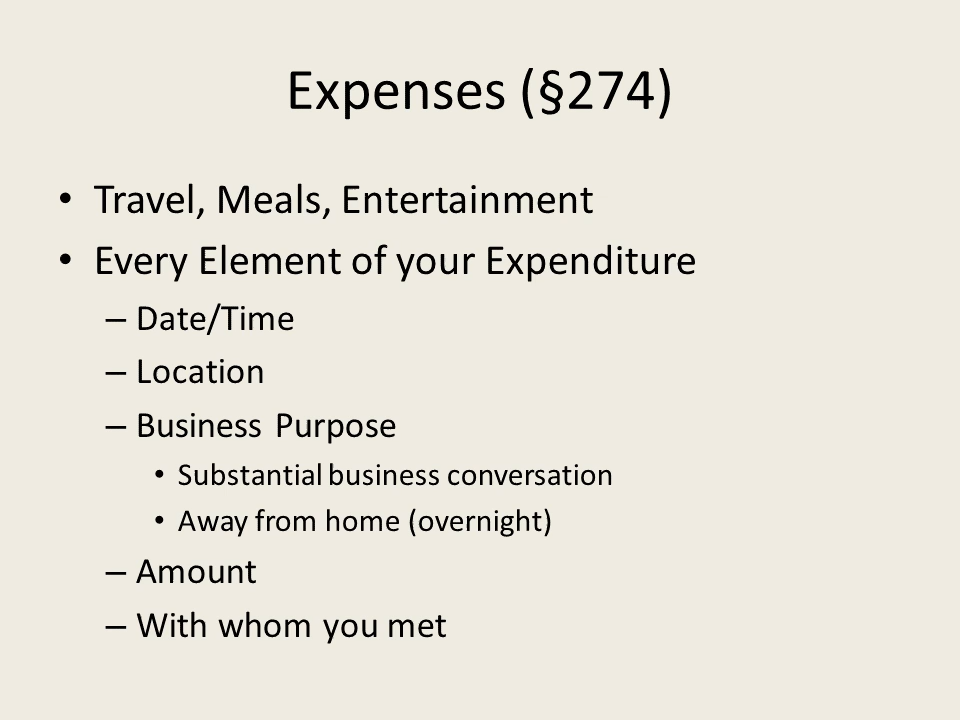 Expenses (§274)
• Travel, Meals, Entertainment
• Every Element of your Expenditure
– Date/Time
– Location
– Business Purpose
• Substantial business conversation
• Away from home (overnight)
– Amount
– With whom you met